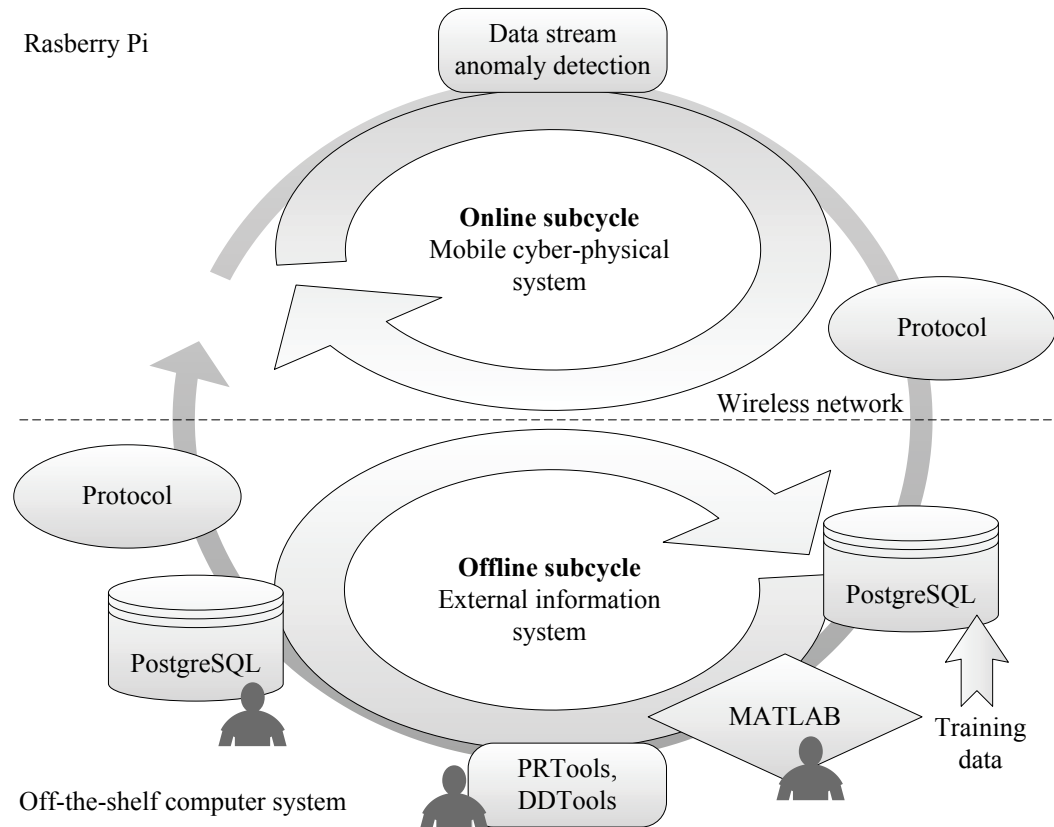 Rasberry Pi
Data stream
anomaly detection
Online subcycle
Mobile cyber-physical
system
Protocol
Wireless network
Protocol
Offline subcycle
External information
system
PostgreSQL
PostgreSQL
MATLAB
Training
data
PRTools,
DDTools
Off-the-shelf computer system